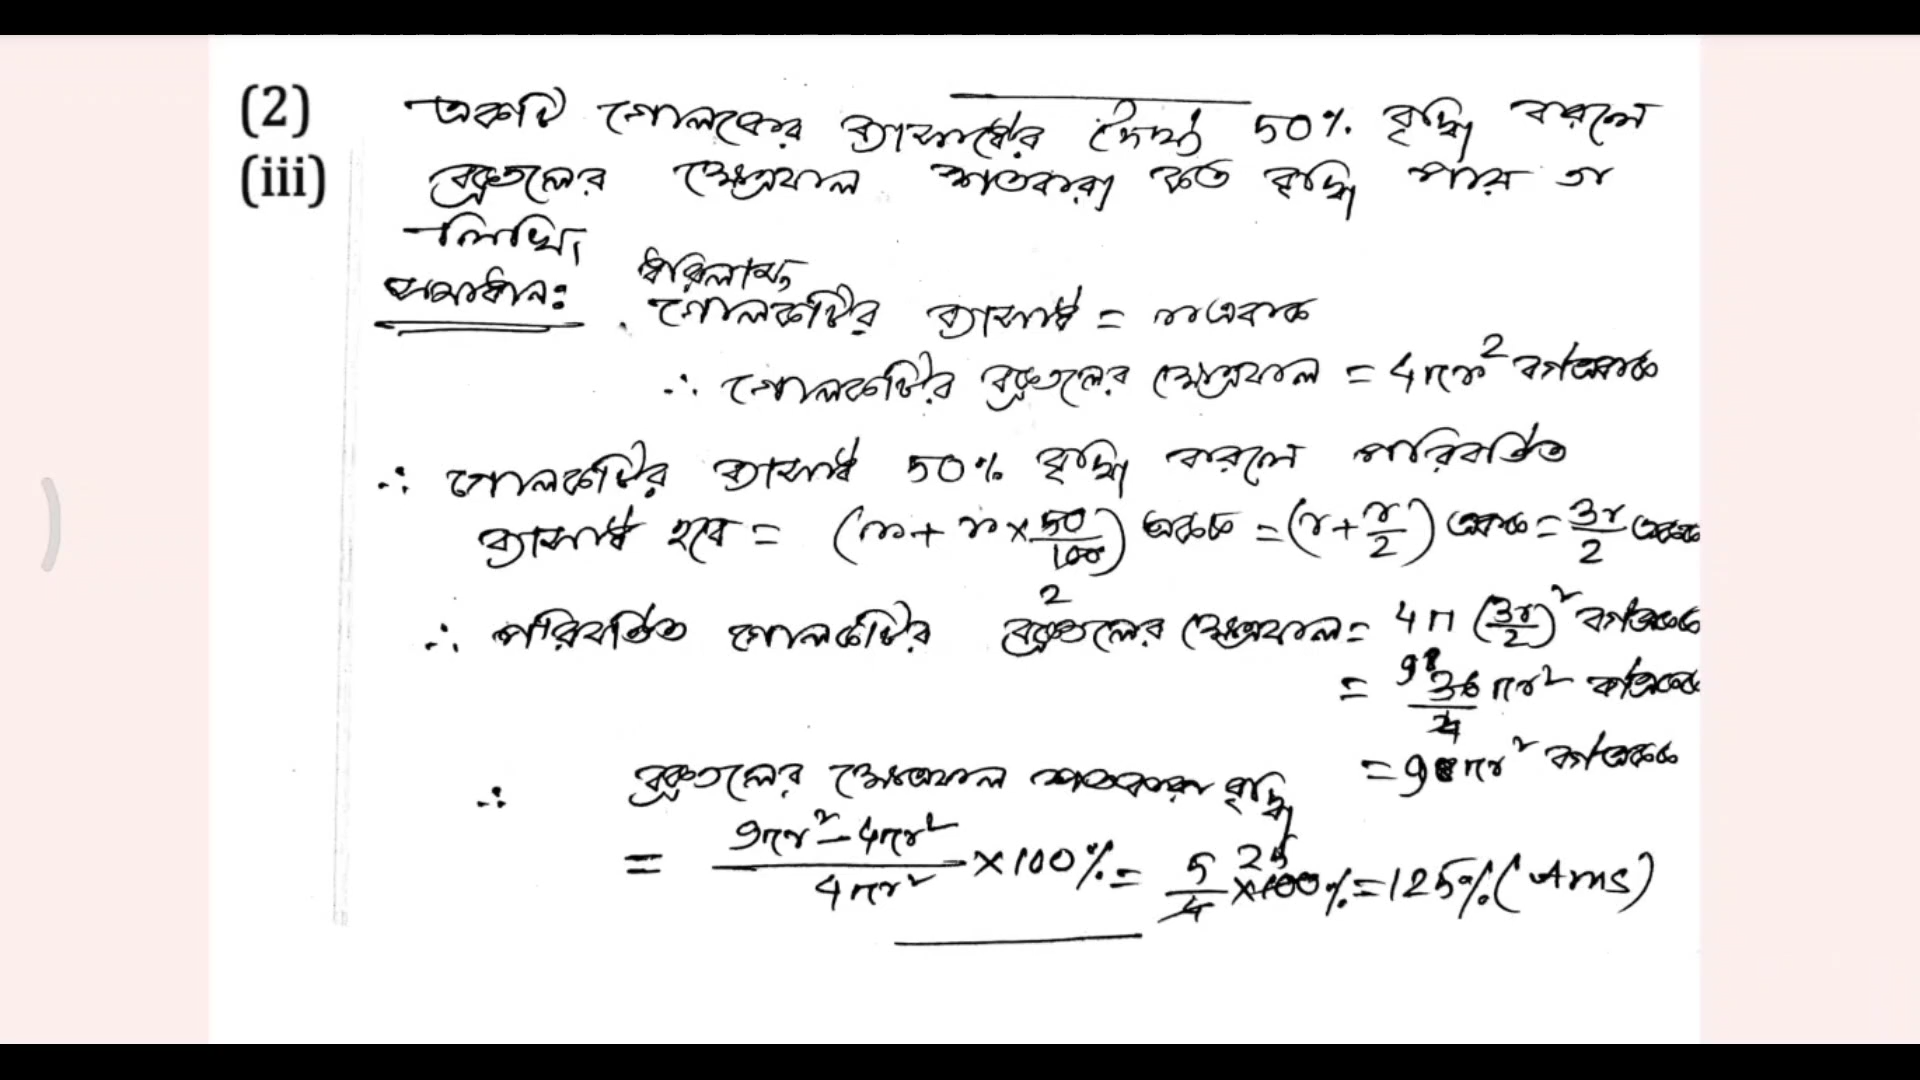 (2) একটি গোলকের ব্যাসার্ধের দৈর্ঘ্য 50% বৃদ্ধি করলে
(iii) বক্রতলের ক্ষেত্রফল শতকরা কত বৃদ্ধি পায় তা
লিখি।
সমাধান: ধরিলাম,
গোলকটির ব্যাসার্ধ = r একক
∴ গোলকটির বক্রতলের ক্ষেত্রফল = 4πr² বর্গএকক
∴ গোলকটির ব্যাসার্ধ 50% বৃদ্ধি করলে পরিবর্তিত
ব্যাসার্ধ হবে = (r + r × 50/100) একক = (r + r/2) একক = 3r/2 একক
∴ পরিবর্তিত গোলকটির বক্রতলের ক্ষেত্রফল = 4π (3r/2)² বর্গএকক
= 36/4 πr² বর্গএকক
= 9πr² বর্গএকক
∴ বক্রতলের ক্ষেত্রফল শতকরা বৃদ্ধি
= 9πr² - 4πr² / 4πr² × 100% = 5/4 × 100% = 125% (Ans)